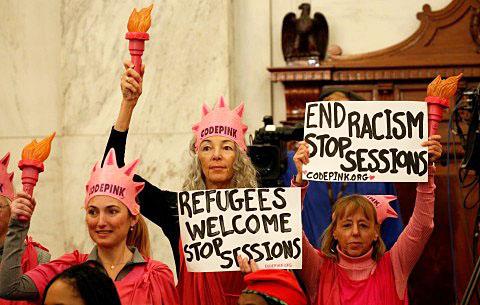 CODEPINK
CODEPINK
END RACISM
STOP SESSIONS
CODEPINK.ORG
REFUGEES
WELCOME
STOP SESSIONS